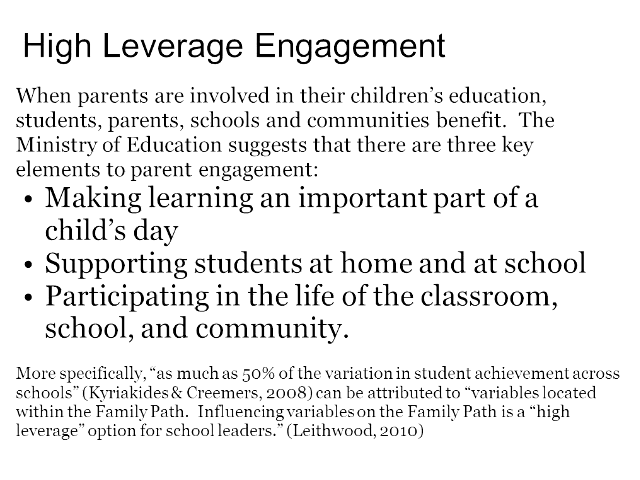 High Leverage Engagement
When parents are involved in their children’s education,
students, parents, schools and communities benefit.  The
Ministry of Education suggests that there are three key
elements to parent engagement:
• Making learning an important part of a
child’s day
• Supporting students at home and at school
• Participating in the life of the classroom,
school, and community.
More specifically, “as much as 50% of the variation in student achievement across
schools” (Kyriakides & Creemers, 2008) can be attributed to “variables located
within the Family Path.  Influencing variables on the Family Path is a “high
leverage” option for school leaders.” (Leithwood, 2010)